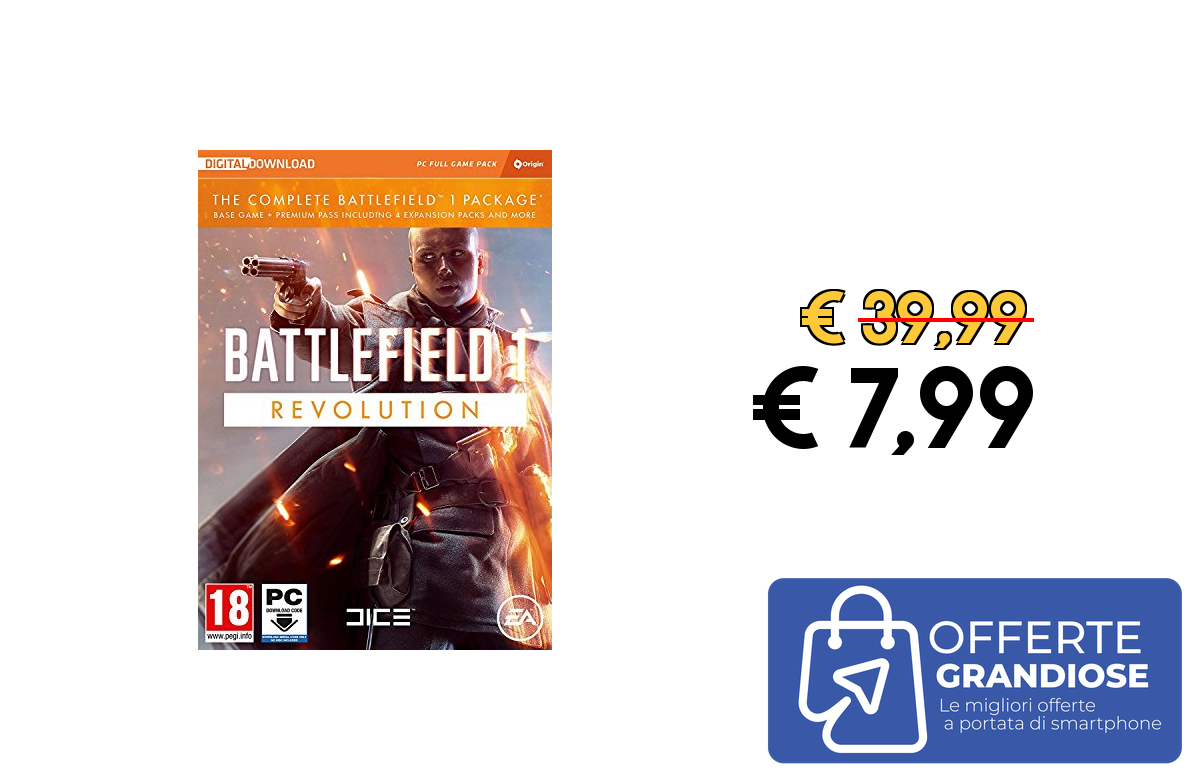 DIGITAL DOWNLOAD
PC FULL GAME PACK
Origin
THE COMPLETE BATTLEFIELD™ 1 PACKAGE*
BASE GAME + PREMIUM PASS INCLUDING 4 EXPANSION PACKS AND MORE
BATTLEFIELD 1
REVOLUTION
18
www.pegi.info
PC
DOWNLOAD CODE
DICE™
EA
€ 39,99
€ 7,99
OFFERTE
GRANDIOSE
Le migliori offerte
a portata di smartphone